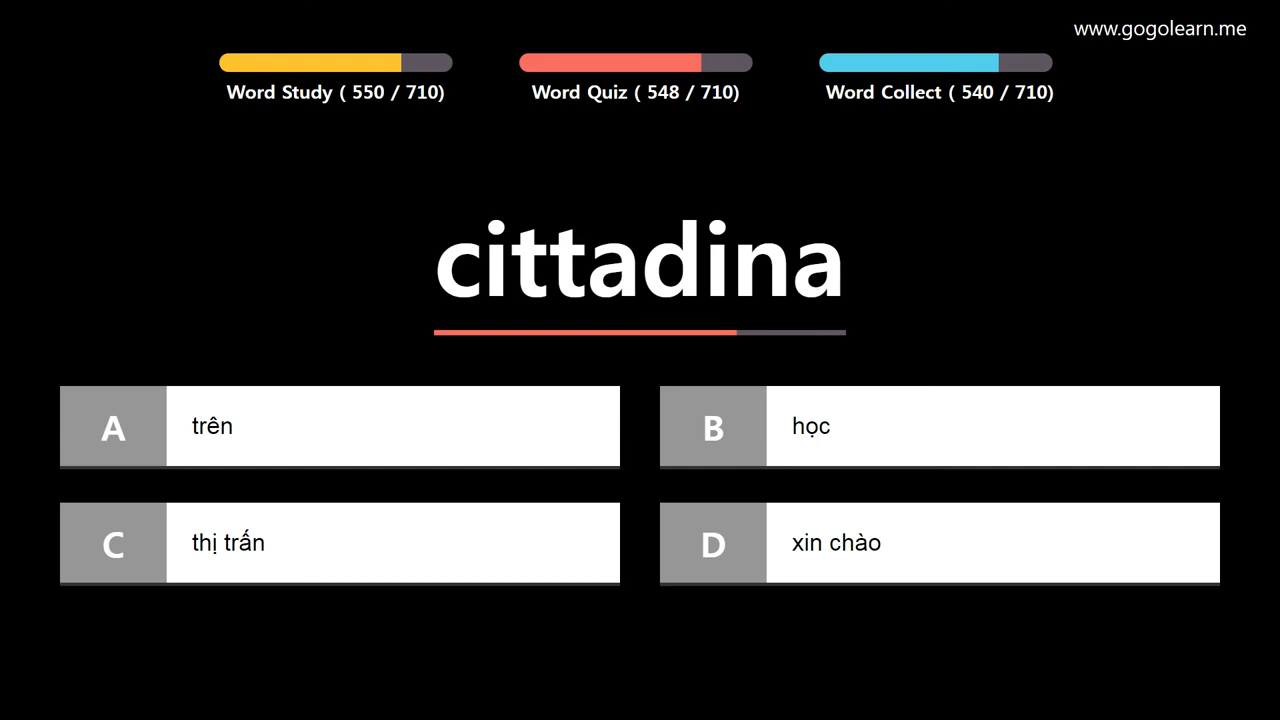 www.gogolearn.me
Word Study ( 550 / 710)
Word Quiz ( 548 / 710)
Word Collect ( 540 / 710)
cittadina
A
trên
B
học
C
thị trấn
D
xin chào